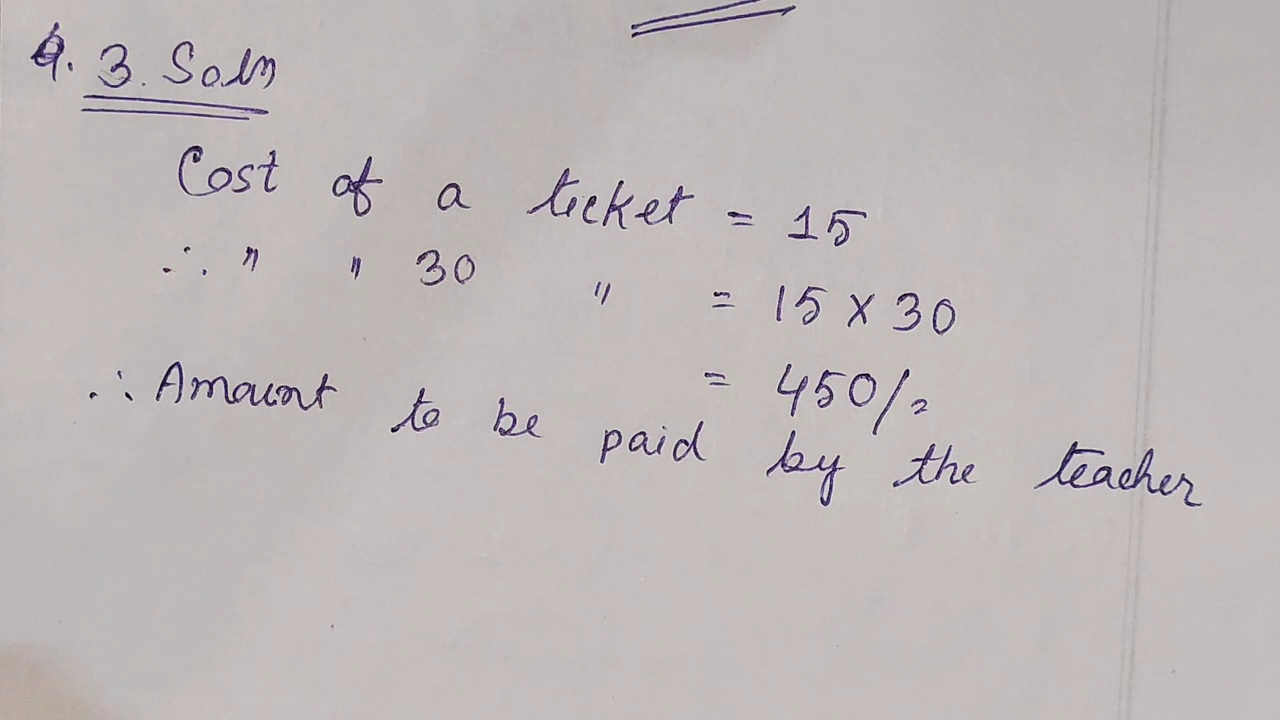 Q. 3. Soln
Cost of a ticket = 15
∴ " " 30 " = 15 x 30
= 450/-
∴ Amount to be paid by the teacher